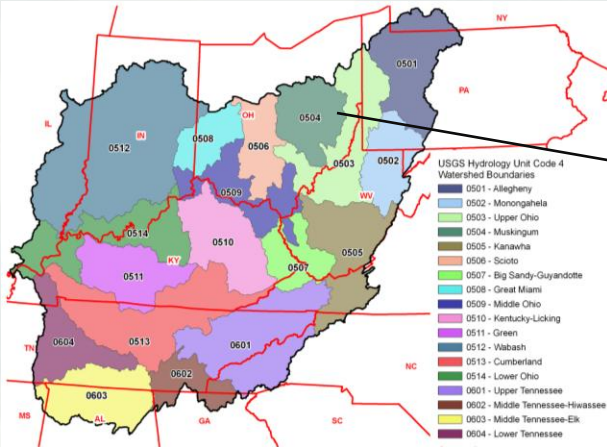 NY
0501
PA
IL
IN
OH
0504
0508
0506
0512
0503
0502
0509
WV
0514
0510
0505
KY
0507
0511
0513
0601
0604
TN
0602
0603
NC
MS
AL
GA
SC
USGS Hydrology Unit Code 4
Watershed Boundaries
0501 - Allegheny
0502 - Monongahela
0503 - Upper Ohio
0504 - Muskingum
0505 - Kanawha
0506 - Scioto
0507 - Big Sandy-Guyandotte
0508 - Great Miami
0509 - Middle Ohio
0510 - Kentucky-Licking
0511 - Green
0512 - Wabash
0513 - Cumberland
0514 - Lower Ohio
0601 - Upper Tennessee
0602 - Middle Tennessee-Hiwassee
0603 - Middle Tennessee-Elk
0604 - Lower Tennessee